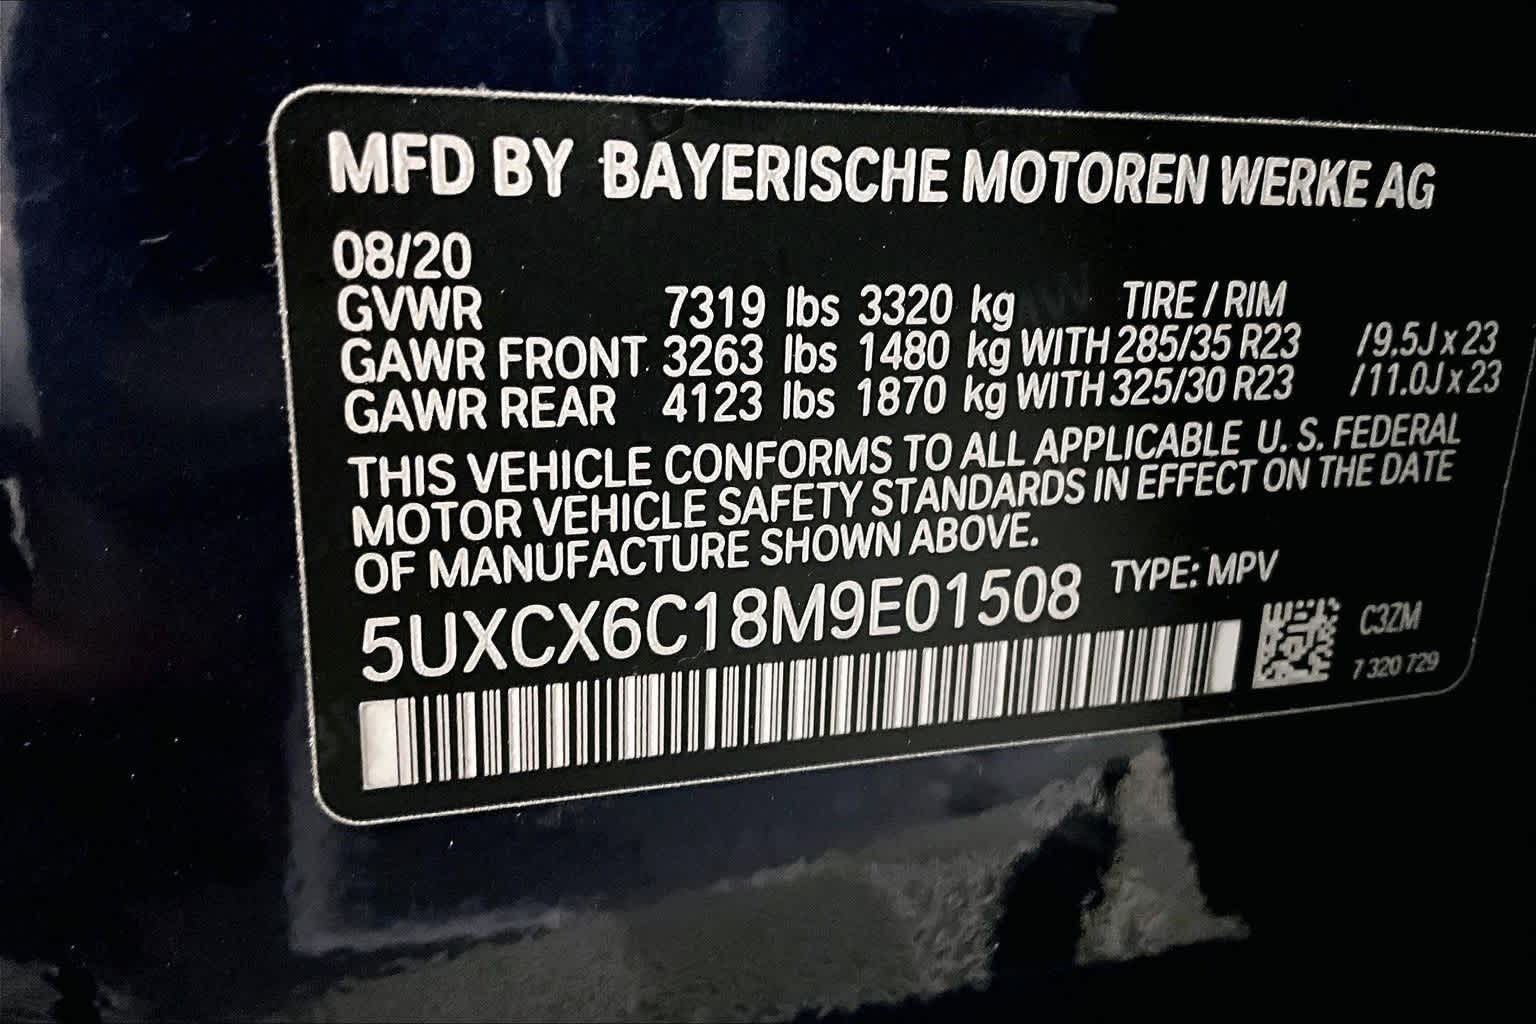 MFD BY BAYERISCHE MOTOREN WERKE AG
08/20
GVWR 7319 lbs 3320 kg TIRE / RIM
GAWR FRONT 3263 lbs 1480 kg WITH 285/35 R23 /9.5J x 23
GAWR REAR 4123 lbs 1870 kg WITH 325/30 R23 /11.0J x 23
THIS VEHICLE CONFORMS TO ALL APPLICABLE U. S. FEDERAL
MOTOR VEHICLE SAFETY STANDARDS IN EFFECT ON THE DATE
OF MANUFACTURE SHOWN ABOVE.
5UXCX6C18M9E01508 TYPE: MPV
C3ZM
7 320 729